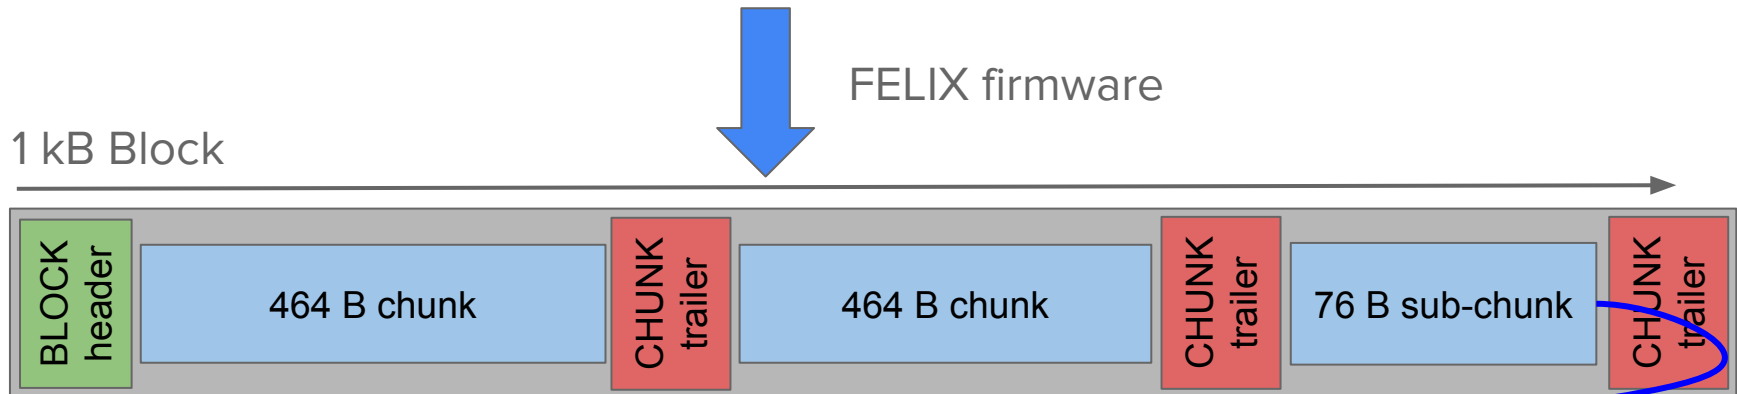 FELIX firmware
1 kB Block
BLOCK
header
464 B chunk
CHUNK
trailer
464 B chunk
CHUNK
trailer
76 B sub-chunk
CHUNK
trailer